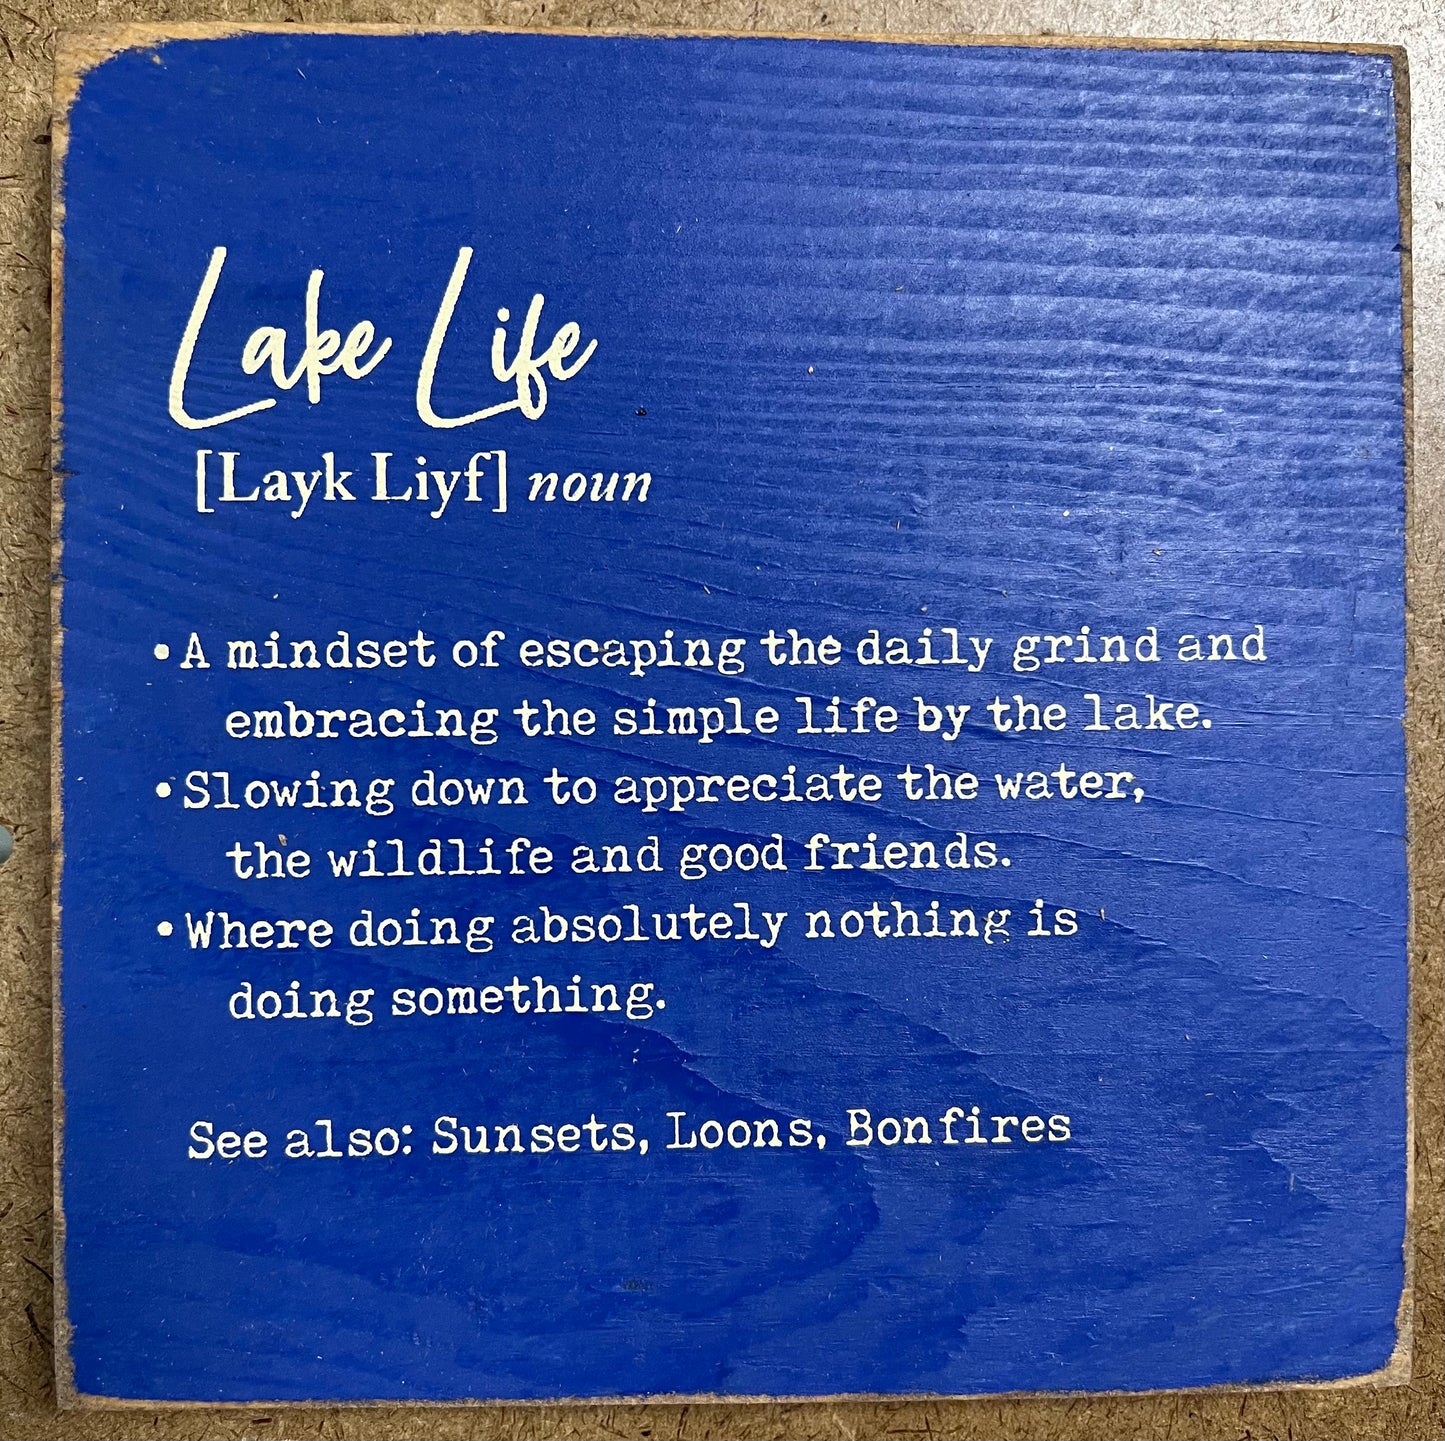 Lake Life
[Layk Liyf] noun
•A mindset of escaping the daily grind and
embracing the simple life by the lake.
•Slowing down to appreciate the water,
the wildlife and good friends.
•Where doing absolutely nothing is
doing something.
See also: Sunsets, Loons, Bonfires